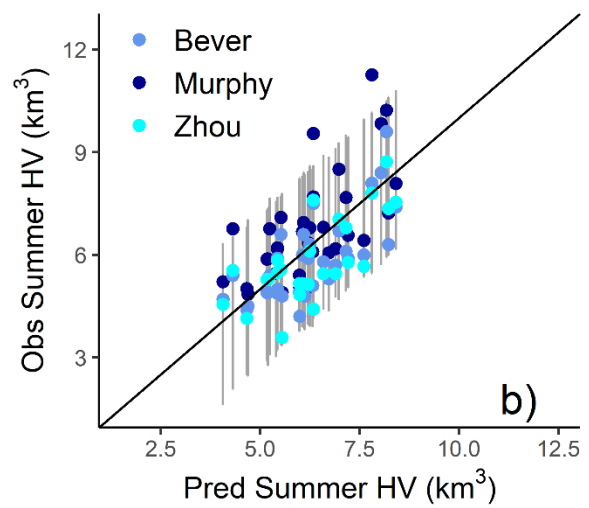 Bever
Murphy
Zhou
12
9
6
3
Obs Summer HV (km³)
b)
2.5 5.0 7.5 10.0 12.5
Pred Summer HV (km³)